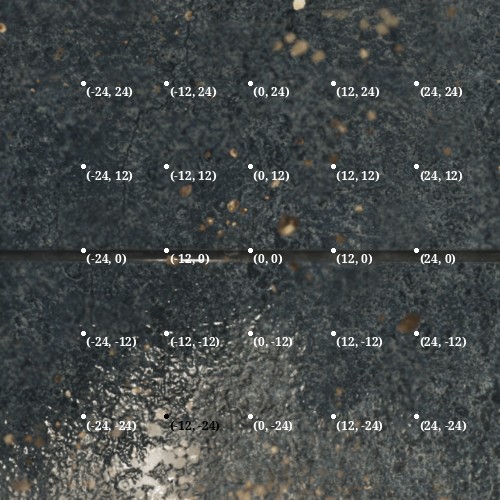 (-24, 24) (-12, 24) (0, 24) (12, 24) (24, 24)
(-24, 12) (-12, 12) (0, 12) (12, 12) (24, 12)
(-24, 0) (-12, 0) (0, 0) (12, 0) (24, 0)
(-24, -12) (-12, -12) (0, -12) (12, -12) (24, -12)
(-24, -24) (-12, -24) (0, -24) (12, -24) (24, -24)